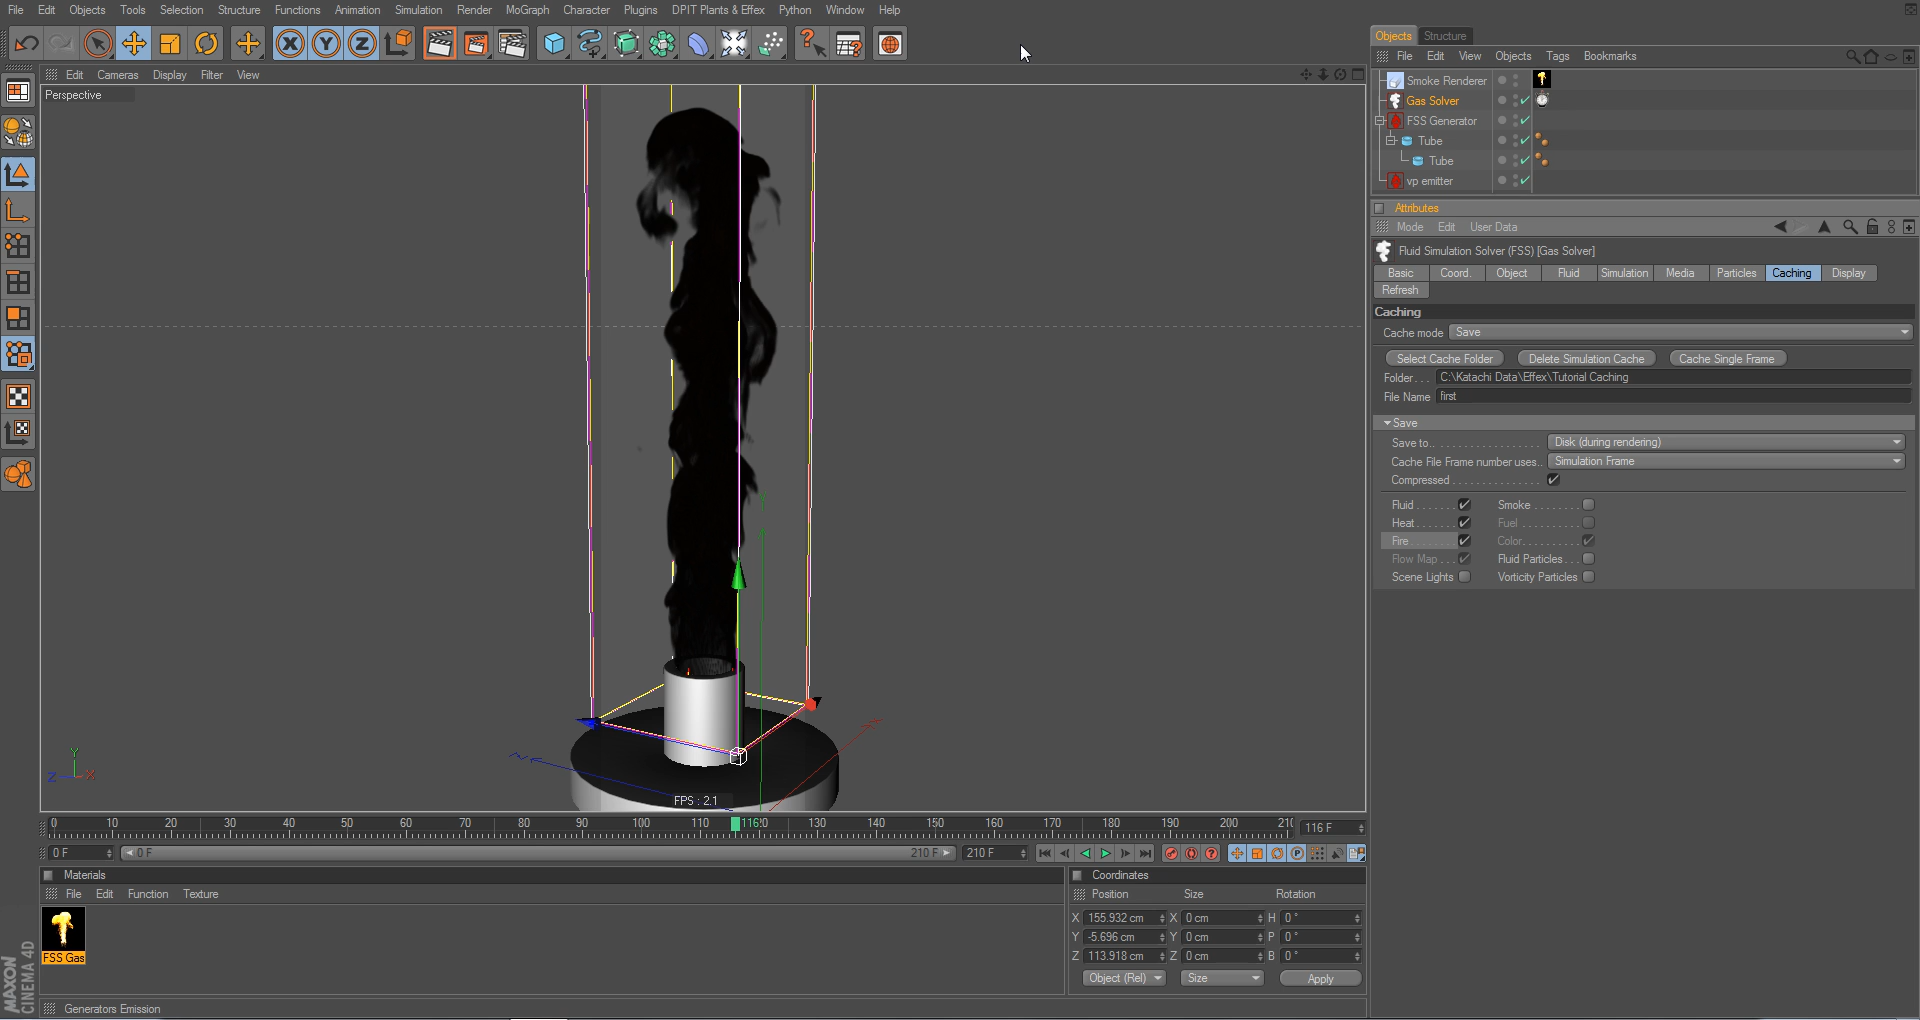 File Edit Objects Tools Selection Structure Functions Animation Simulation Render MoGraph Character Plugins DPIT Plants & Effex Python Window Help
Edit Cameras Display Filter View
Perspective
X Y Z
FPS : 2.1
Y
Z X
0 10 20 30 40 50 60 70 80 90 100 110 116 130 140 150 160 170 180 190 200 210
116 F
0 F
0 F
210 F
210 F
Materials
File Edit Function Texture
FSS Gas
Coordinates
Position Size Rotation
X 155.932 cm X 0 cm H 0 °
Y -5.696 cm Y 0 cm P 0 °
Z 113.918 cm Z 0 cm B 0 °
Object (Rel) Size Apply
MAXON
CINEMA 4D
Generators Emission
Objects Structure
File Edit View Objects Tags Bookmarks
Smoke Renderer
Gas Solver
FSS Generator
Tube
Tube
vp emitter
Attributes
Mode Edit User Data
Fluid Simulation Solver (FSS) [Gas Solver]
Basic Coord. Object Fluid Simulation Media Particles Caching Display
Refresh
Caching
Cache mode Save
Select Cache Folder Delete Simulation Cache Cache Single Frame
Folder . . . C:\Katachi Data\Effex\Tutorial Caching
File Name first
Save
Save to.. Disk (during rendering)
Cache File Frame number uses.. Simulation Frame
Compressed
Fluid Smoke
Heat Fuel
Fire Color
Flow Map Fluid Particles
Scene Lights Vorticity Particles